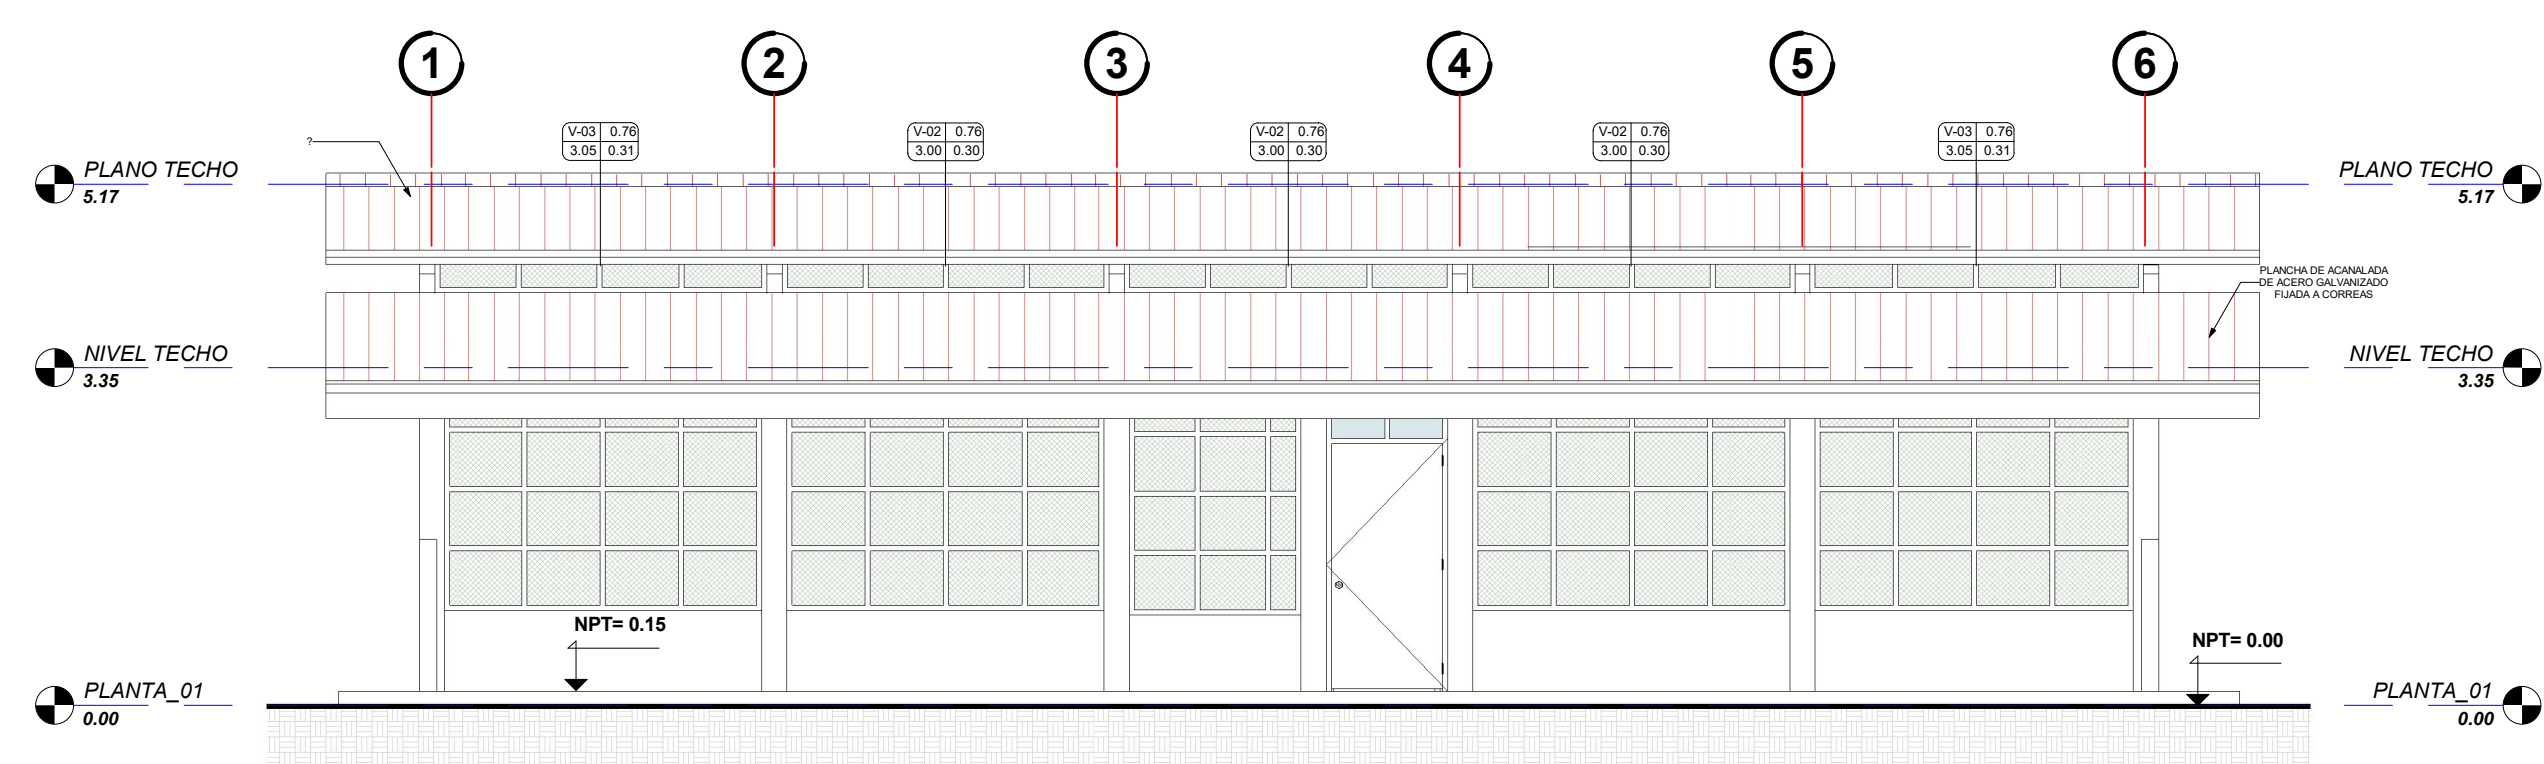 1 2 3 4 5 6
V-03 0.76
3.05 0.31
V-02 0.76
3.00 0.30
V-02 0.76
3.00 0.30
V-02 0.76
3.00 0.30
V-03 0.76
3.05 0.31
?
PLANO TECHO
5.17
PLANO TECHO
5.17
PLANCHA DE ACANALADA
DE ACERO GALVANIZADO
FIJADA A CORREAS
NIVEL TECHO
3.35
NIVEL TECHO
3.35
NPT= 0.15
NPT= 0.00
PLANTA_01
0.00
PLANTA_01
0.00